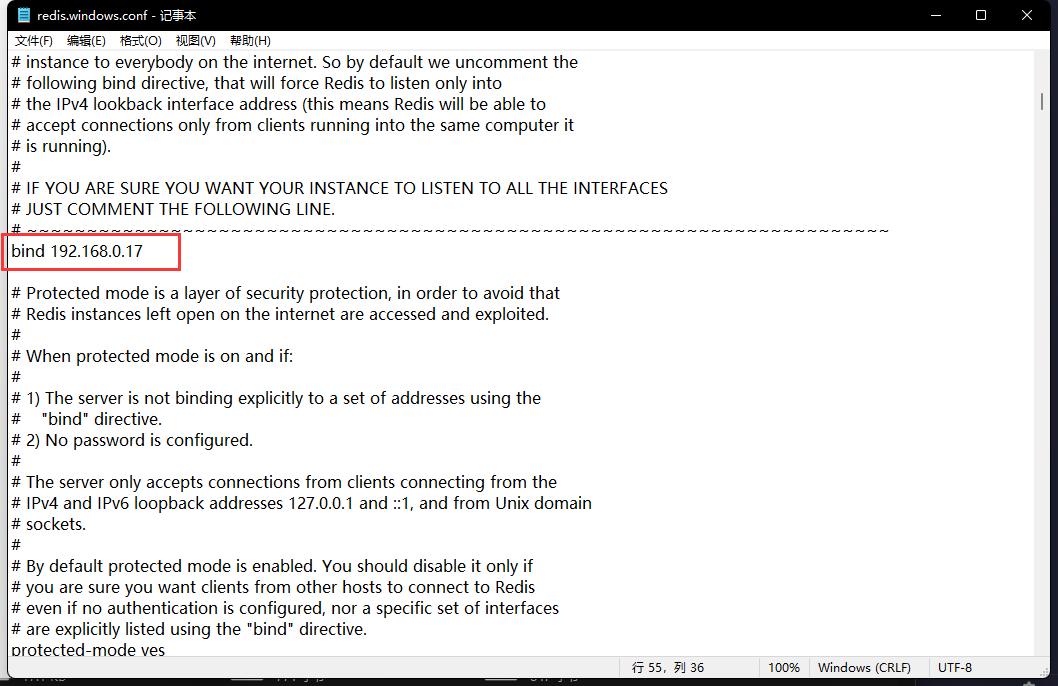 redis.windows.conf - 记事本
文件(F) 编辑(E) 格式(O) 视图(V) 帮助(H)
# instance to everybody on the internet. So by default we uncomment the
# following bind directive, that will force Redis to listen only into
# the IPv4 lookback interface address (this means Redis will be able to
# accept connections only from clients running into the same computer it
# is running).
#
# IF YOU ARE SURE YOU WANT YOUR INSTANCE TO LISTEN TO ALL THE INTERFACES
# JUST COMMENT THE FOLLOWING LINE.
# ~~~~~~~~~~~~~~~~~~~~~~~~~~~~~~~~~~~~~~~~~~~~~~~~~~~~~~~~~~~~~~~~~~~~~~~~
bind 192.168.0.17
# Protected mode is a layer of security protection, in order to avoid that
# Redis instances left open on the internet are accessed and exploited.
#
# When protected mode is on and if:
#
# 1) The server is not binding explicitly to a set of addresses using the
#    "bind" directive.
# 2) No password is configured.
#
# The server only accepts connections from clients connecting from the
# IPv4 and IPv6 loopback addresses 127.0.0.1 and ::1, and from Unix domain
# sockets.
#
# By default protected mode is enabled. You should disable it only if
# you are sure you want clients from other hosts to connect to Redis
# even if no authentication is configured, nor a specific set of interfaces
# are explicitly listed using the "bind" directive.
protected-mode yes
行 55，列 36 100% Windows (CRLF) UTF-8